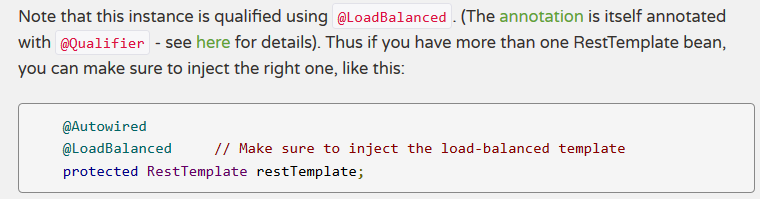 Note that this instance is qualified using @LoadBalanced. (The annotation is itself annotated
with @Qualifier - see here for details). Thus if you have more than one RestTemplate bean,
you can make sure to inject the right one, like this:
@Autowired
@LoadBalanced     // Make sure to inject the load-balanced template
protected RestTemplate restTemplate;